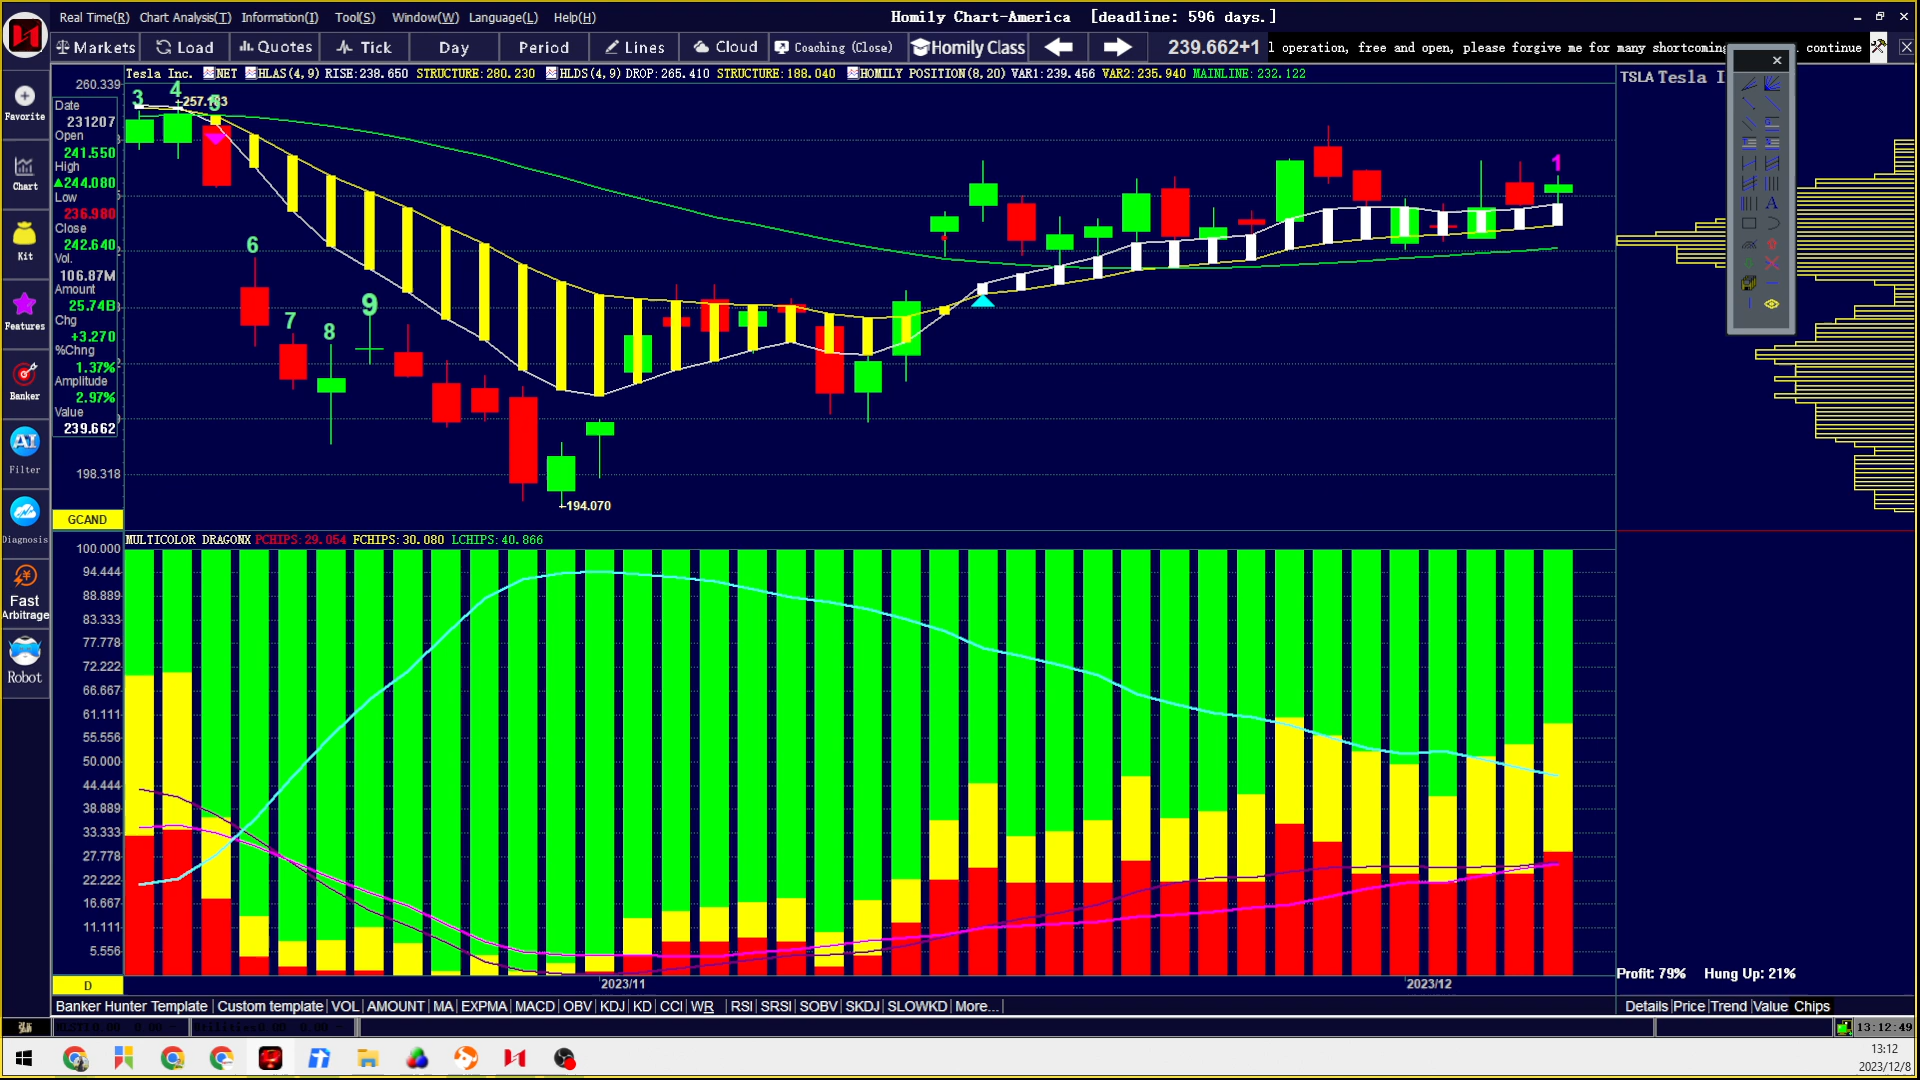 Real Time(R) Chart Analysis(T) Information(I) Tool(S) Window(W) Language(L) Help(H)
Homily Chart-America [deadline: 596 days.]
Markets Load Quotes Tick Day Period Lines Cloud Coaching (Close) Homily Class 239.662+1
l operation, free and open, please forgive me for many shortcoming continue
Tesla Inc. NET HLAS(4,9) RISE:238.650 STRUCTURE:280.230 HLDS(4,9) DROP:265.410 STRUCTURE:188.040 HOMILY POSITION(8,20) VAR1:239.456 VAR2:235.940 MAINLINE:232.122
TSLA Tesla I
260.339
3
4
5
257.183
6
7
8
9
1
198.318
194.070
Date
231207
Open
241.550
High
244.080
Low
236.980
Close
242.640
Vol.
106.87M
Amount
25.74B
Chg
+3.270
%Chng
1.37%
Amplitude
2.97%
Value
239.662
GCAND
Favorite
Chart
Kit
Features
Banker
AI
Filter
Diagnosis
Fast
Arbitrage
Robot
MULTICOLOR DRAGONX PCHIPS:29.054 FCHIPS:30.080 LCHIPS:40.866
100.000
94.444
88.889
83.333
77.778
72.222
66.667
61.111
55.556
50.000
44.444
38.889
33.333
27.778
22.222
16.667
11.111
5.556
D
2023/11
2023/12
Profit: 79% Hung Up: 21%
Banker Hunter Template Custom template VOL AMOUNT MA EXPMA MACD OBV KDJ KD CCI WR RSI SRSI SOBV SKDJ SLOWKD More...
Details Price Trend Value Chips
13:12:49
13:12
2023/12/8